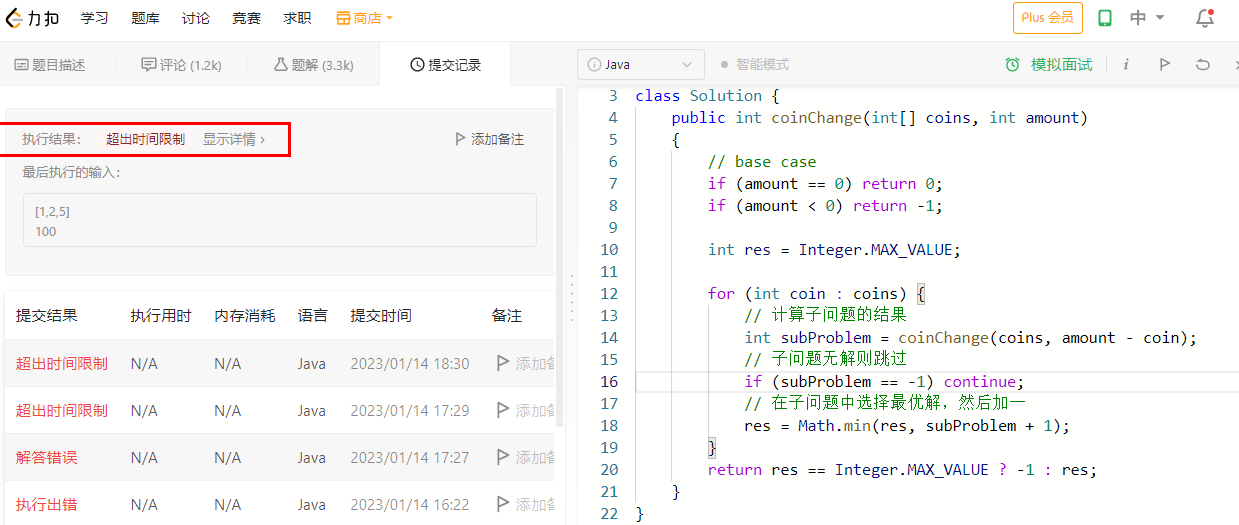 力扣 学习 题库 讨论 竞赛 求职 商店 Plus 会员 中
题目描述 评论 (1.2k) 题解 (3.3k) 提交记录
执行结果： 超出时间限制 显示详情 › 添加备注
最后执行的输入：
[1,2,5]
100
提交结果 执行用时 内存消耗 语言 提交时间 备注
超出时间限制 N/A N/A Java 2023/01/14 18:30 添加备
超出时间限制 N/A N/A Java 2023/01/14 17:29 添加备
解答错误 N/A N/A Java 2023/01/14 17:27 添加备
执行出错 N/A N/A Java 2023/01/14 16:22 添加备
i Java 智能模式 模拟面试 i
3 class Solution {
4 public int coinChange(int[] coins, int amount)
5 {
6 // base case
7 if (amount == 0) return 0;
8 if (amount < 0) return -1;
9
10 int res = Integer.MAX_VALUE;
11
12 for (int coin : coins) {
13 // 计算子问题的结果
14 int subProblem = coinChange(coins, amount - coin);
15 // 子问题无解则跳过
16 if (subProblem == -1) continue;
17 // 在子问题中选择最优解，然后加一
18 res = Math.min(res, subProblem + 1);
19 }
20 return res == Integer.MAX_VALUE ? -1 : res;
21 }
22 }